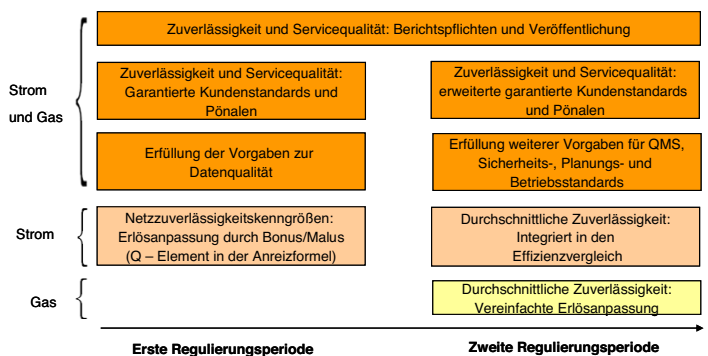 Zuverlässigkeit und Servicequalität: Berichtspflichten und Veröffentlichung
Strom
und Gas
Zuverlässigkeit und Servicequalität:
Garantierte Kundenstandards und
Pönalen
Zuverlässigkeit und Servicequalität:
erweiterte garantierte Kundenstandards
und Pönalen
Erfüllung der Vorgaben zur
Datenqualität
Erfüllung weiterer Vorgaben für QMS,
Sicherheits-, Planungs- und
Betriebsstandards
Strom
Netzzuverlässigkeitskenngrößen:
Erlösanpassung durch Bonus/Malus
(Q – Element in der Anreizformel)
Durchschnittliche Zuverlässigkeit:
Integriert in den
Effizienzvergleich
Gas
Durchschnittliche Zuverlässigkeit:
Vereinfachte Erlösanpassung
Erste Regulierungsperiode
Zweite Regulierungsperiode